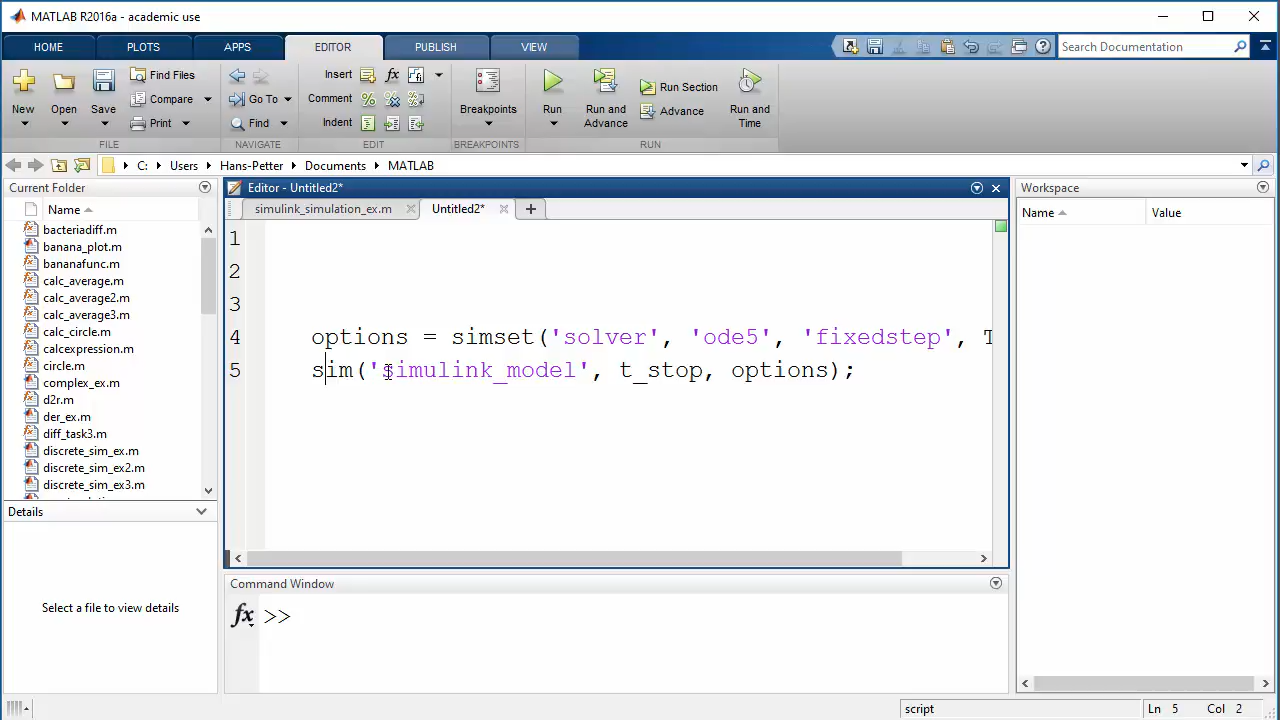 MATLAB R2016a - academic use
HOME PLOTS APPS EDITOR PUBLISH VIEW
Search Documentation
New Open Save
Find Files
Compare
Print
FILE
Go To
Find
NAVIGATE
Insert fx
Comment
Indent
EDIT
Breakpoints
BREAKPOINTS
Run
Run and Advance
Run Section
Advance
Run and Time
RUN
C: Users Hans-Petter Documents MATLAB
Current Folder
Name
bacteriadiff.m
banana_plot.m
bananafunc.m
calc_average.m
calc_average2.m
calc_average3.m
calc_circle.m
calcexpression.m
circle.m
complex_ex.m
d2r.m
der_ex.m
diff_task3.m
discrete_sim_ex.m
discrete_sim_ex2.m
discrete_sim_ex3.m
Details
Select a file to view details
Editor - Untitled2*
simulink_simulation_ex.m Untitled2*
1
2
3
4 options = simset('solver', 'ode5', 'fixedstep', T
5 sim('simulink_model', t_stop, options);
Command Window
fx >>
Workspace
Name Value
script
Ln 5 Col 2